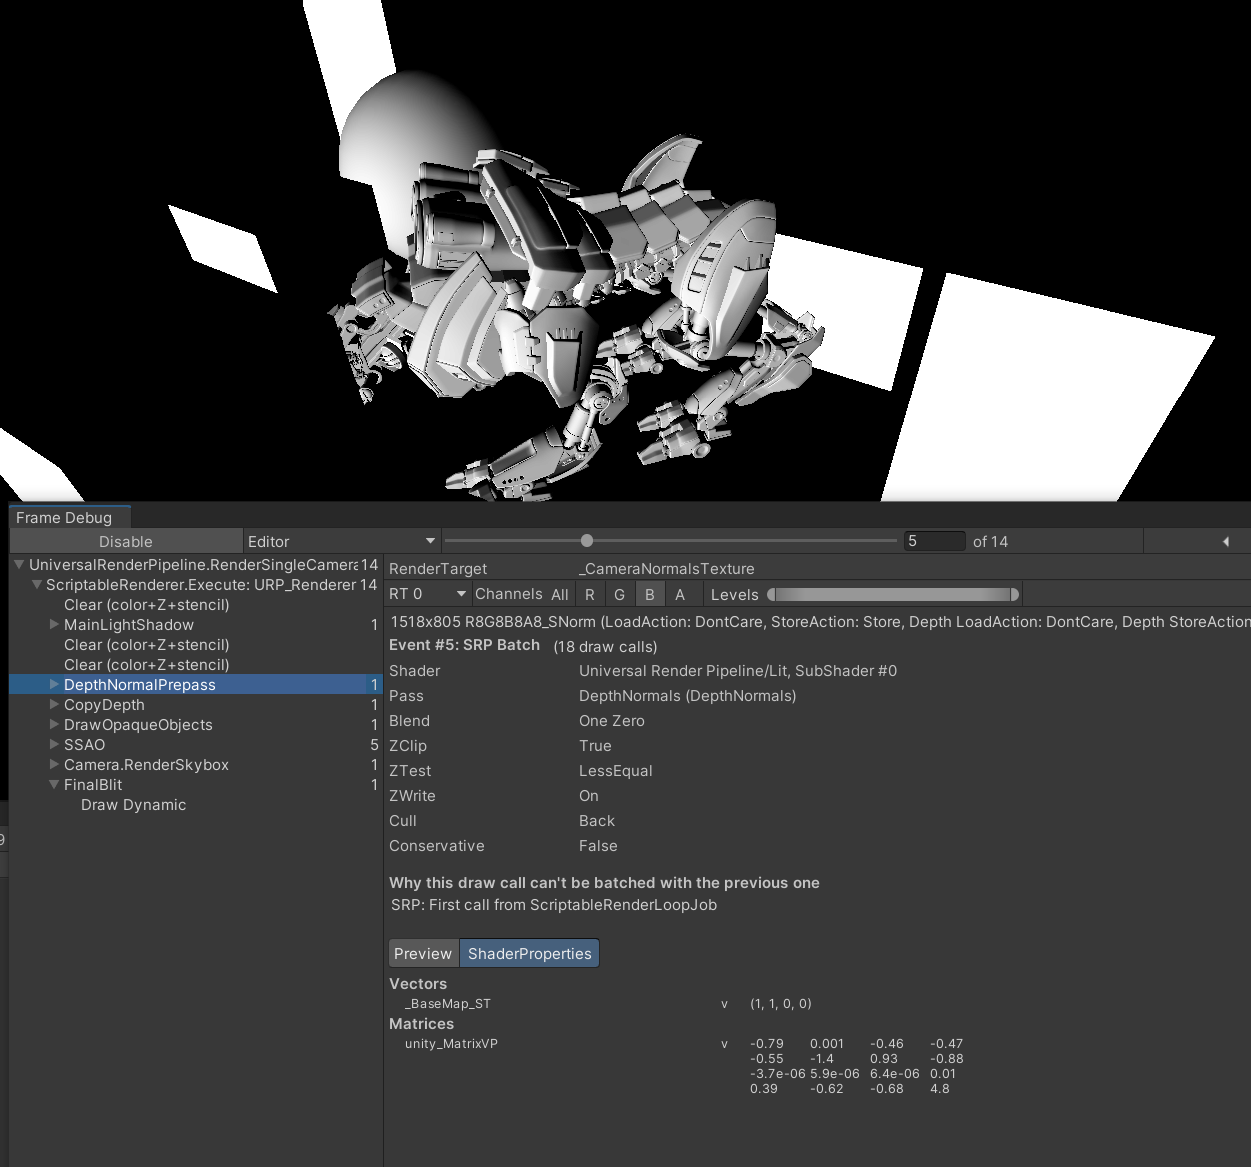 Frame Debug
Disable Editor 5 of 14
UniversalRenderPipeline.RenderSingleCamera 14
ScriptableRenderer.Execute: URP_Renderer 14
Clear (color+Z+stencil)
MainLightShadow 1
Clear (color+Z+stencil)
Clear (color+Z+stencil)
DepthNormalPrepass 1
CopyDepth 1
DrawOpaqueObjects 1
SSAO 5
Camera.RenderSkybox 1
FinalBlit 1
Draw Dynamic
9
RenderTarget _CameraNormalsTexture
RT 0 Channels All R G B A Levels
1518x805 R8G8B8A8_SNorm (LoadAction: DontCare, StoreAction: Store, Depth LoadAction: DontCare, Depth StoreAction
Event #5: SRP Batch (18 draw calls)
Shader Universal Render Pipeline/Lit, SubShader #0
Pass DepthNormals (DepthNormals)
Blend One Zero
ZClip True
ZTest LessEqual
ZWrite On
Cull Back
Conservative False
Why this draw call can't be batched with the previous one
SRP: First call from ScriptableRenderLoopJob
Preview ShaderProperties
Vectors
_BaseMap_ST v (1, 1, 0, 0)
Matrices
unity_MatrixVP v -0.79 0.001 -0.46 -0.47
-0.55 -1.4 0.93 -0.88
-3.7e-06 5.9e-06 6.4e-06 0.01
0.39 -0.62 -0.68 4.8